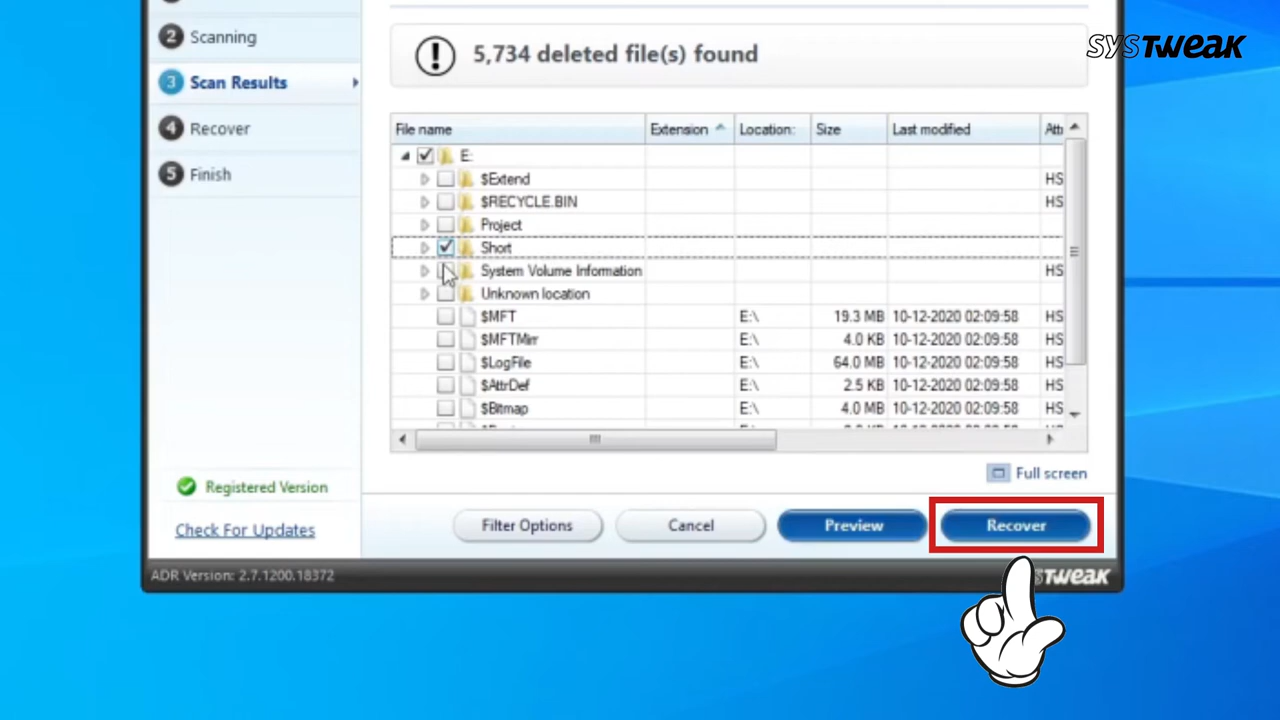 SYSTWEAK
2 Scanning
3 Scan Results
4 Recover
5 Finish
5,734 deleted file(s) found
File name Extension Location: Size Last modified Att
E:
$Extend HS
$RECYCLE.BIN HS
Project
Short
System Volume Information HS
Unknown location
$MFT E:\ 19.3 MB 10-12-2020 02:09:58 HS
$MFTMirr E:\ 4.0 KB 10-12-2020 02:09:58 HS
$LogFile E:\ 64.0 MB 10-12-2020 02:09:58 HS
$AttrDef E:\ 2.5 KB 10-12-2020 02:09:58 HS
$Bitmap E:\ 4.0 MB 10-12-2020 02:09:58 HS
Full screen
Registered Version
Check For Updates
Filter Options Cancel Preview Recover
ADR Version: 2.7.1200.18372
STWEAK